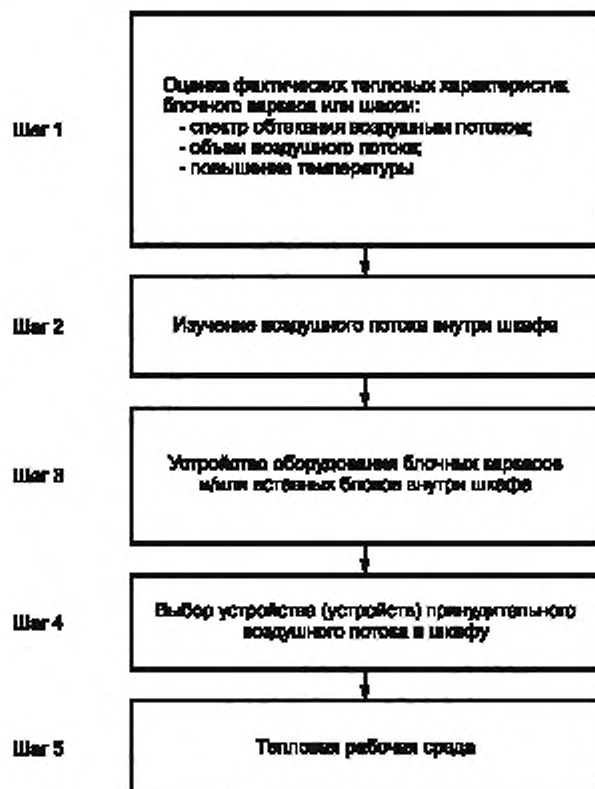 Шаг 1
Оценка фактических тепловых характеристик
блочного каркаса или шасси:
- спектр обтекания воздушным потоком;
- объем воздушного потока;
- повышение температуры
Шаг 2
Изучение воздушного потока внутри шкафа
Шаг 3
Устройство оборудования блочных каркасов
и/или вставных блоков внутри шкафа
Шаг 4
Выбор устройства (устройств) принудительного
воздушного потока в шкафу
Шаг 5
Тепловая рабочая среда